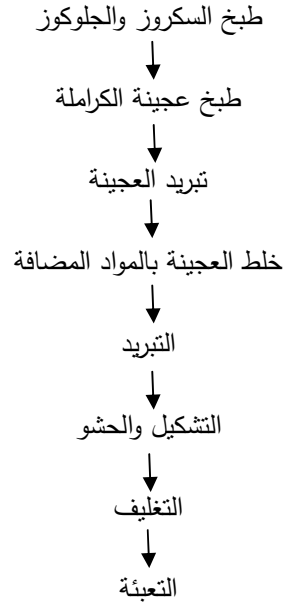 طبخ السكروز والجلوكوز
طبخ عجينة الكراملة
تبريد العجينة
خلط العجينة بالمواد المضافة
التبريد
التشكيل والحشو
التغليف
التعبئة